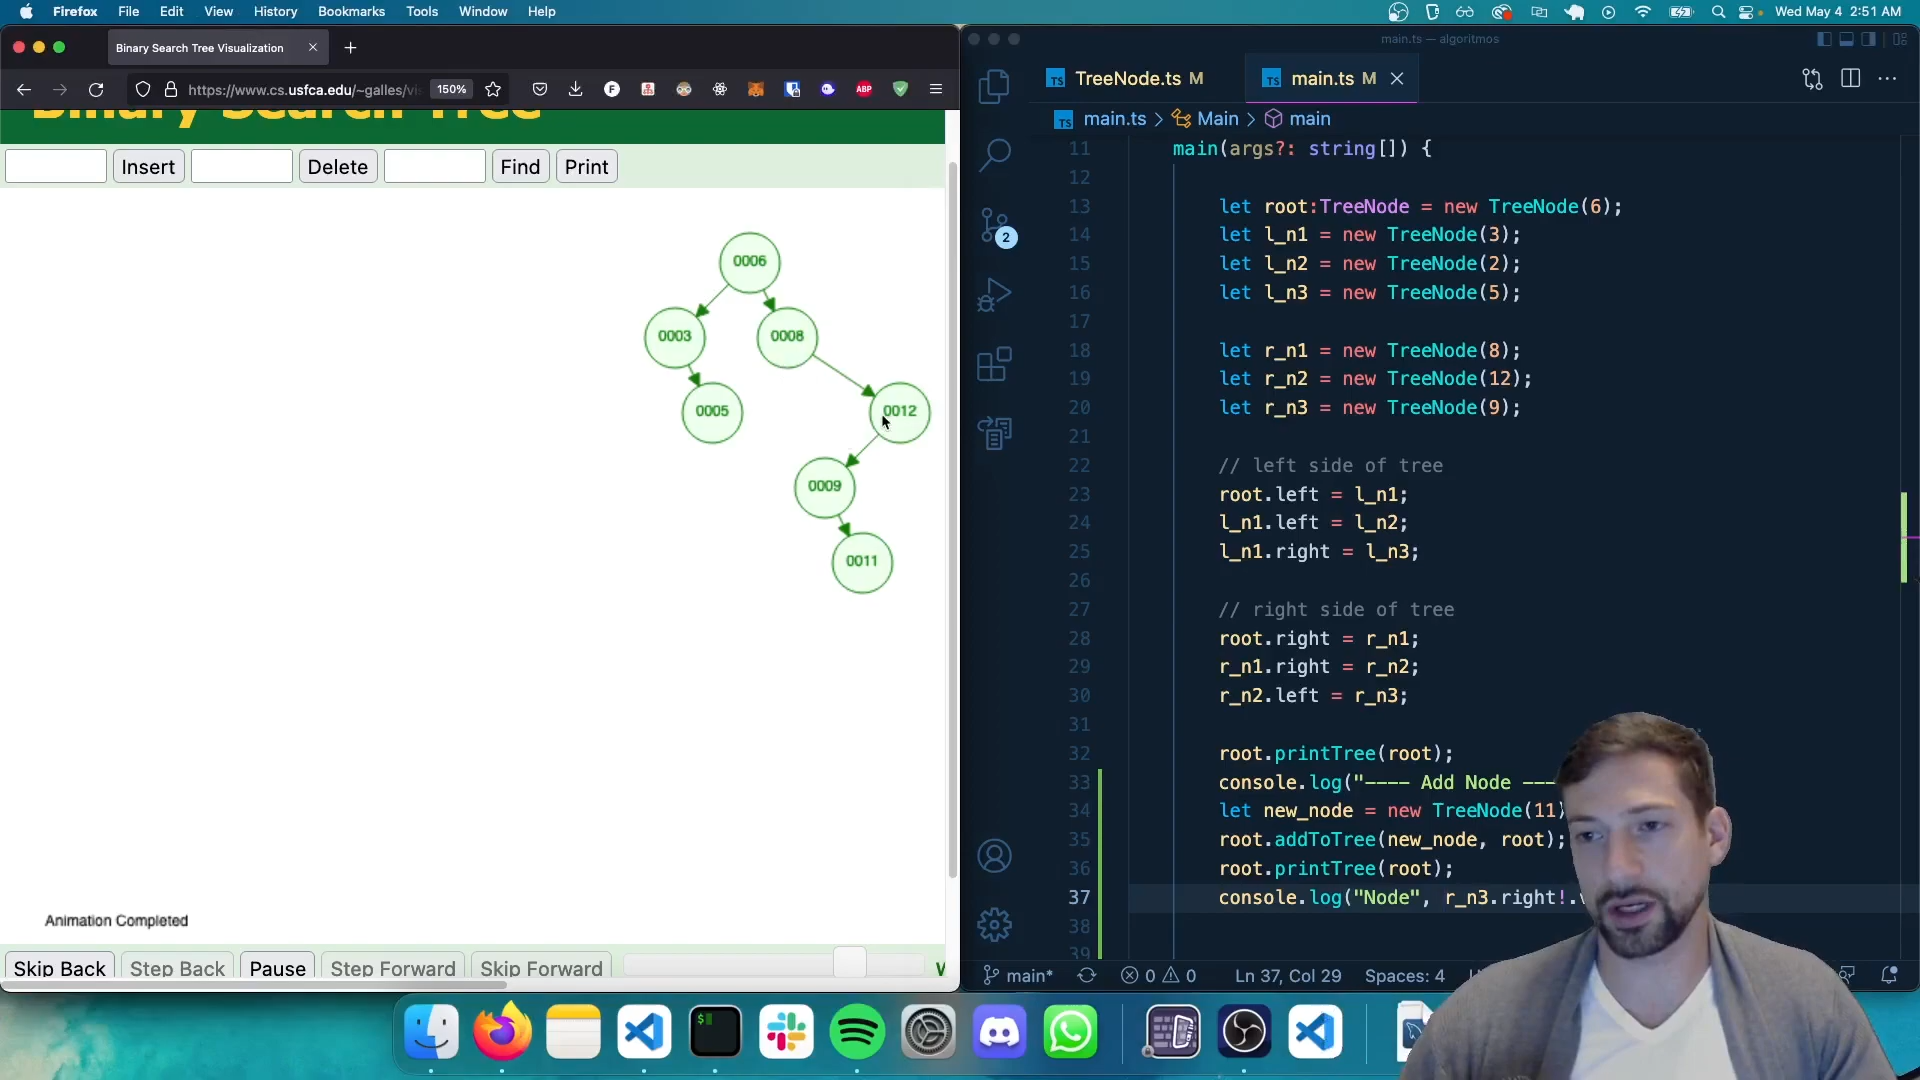 Firefox File Edit View History Bookmarks Tools Window Help
Wed May 4 2:51 AM
Binary Search Tree Visualization
https://www.cs.usfca.edu/~galles/vi
150%
ABP
Binary Search Tree
Insert
Delete
Find
Print
0006
0003
0008
0005
0012
0009
0011
Animation Completed
Skip Back
Step Back
Pause
Step Forward
Skip Forward
main.ts — algoritmos
TS TreeNode.ts M
TS main.ts M
TS main.ts > Main > main
2
11 main(args?: string[]) {
12
13 let root:TreeNode = new TreeNode(6);
14 let l_n1 = new TreeNode(3);
15 let l_n2 = new TreeNode(2);
16 let l_n3 = new TreeNode(5);
17
18 let r_n1 = new TreeNode(8);
19 let r_n2 = new TreeNode(12);
20 let r_n3 = new TreeNode(9);
21
22 // left side of tree
23 root.left = l_n1;
24 l_n1.left = l_n2;
25 l_n1.right = l_n3;
26
27 // right side of tree
28 root.right = r_n1;
29 r_n1.right = r_n2;
30 r_n2.left = r_n3;
31
32 root.printTree(root);
33 console.log("---- Add Node ---
34 let new_node = new TreeNode(11)
35 root.addToTree(new_node, root);
36 root.printTree(root);
37 console.log("Node", r_n3.right!.
38
39
main* 0 0 Ln 37, Col 29 Spaces: 4